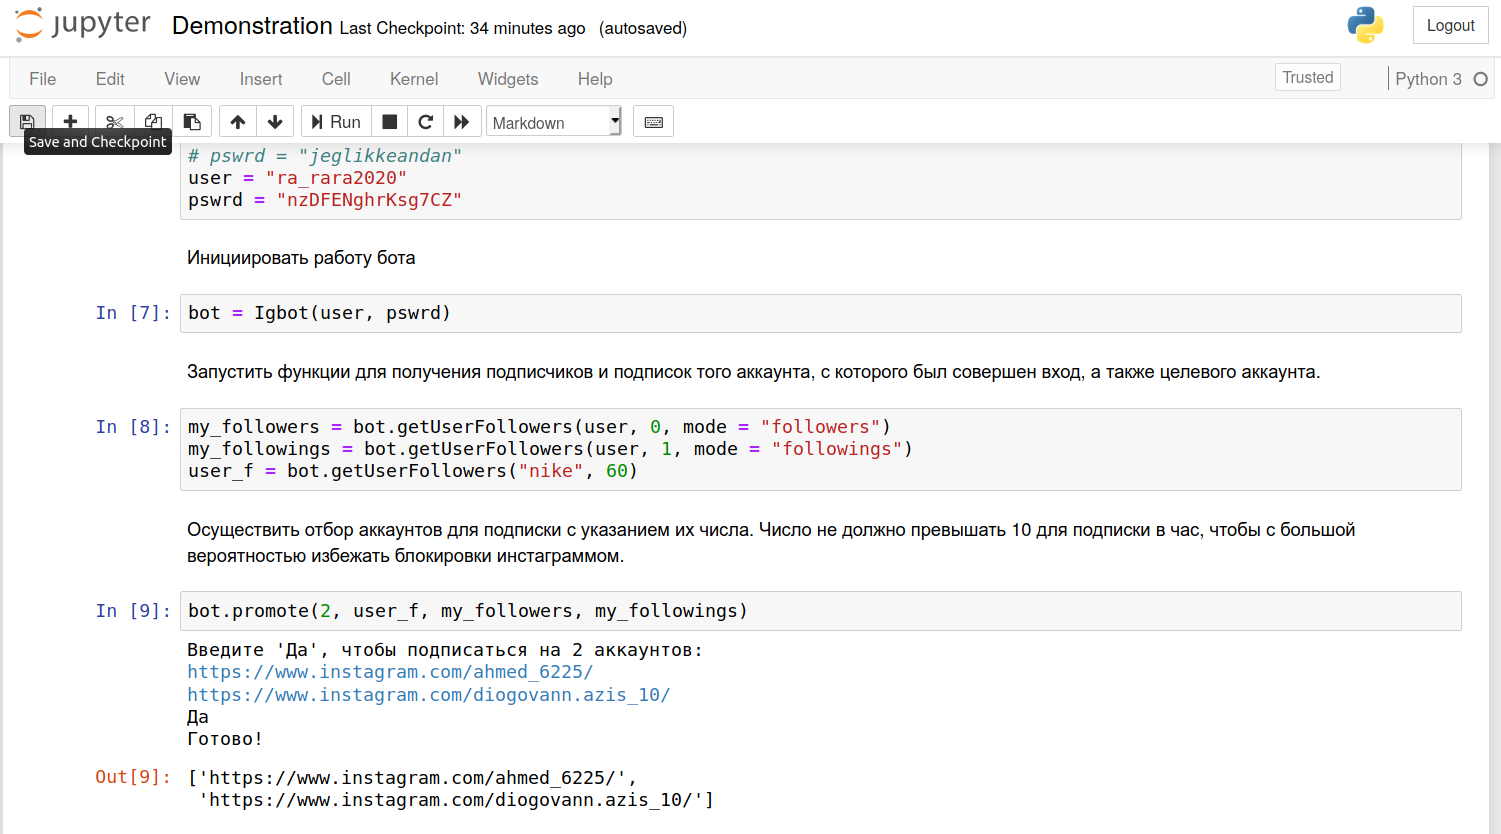 jupyter Demonstration Last Checkpoint: 34 minutes ago (autosaved) Logout
File Edit View Insert Cell Kernel Widgets Help Trusted Python 3
Run Markdown
Save and Checkpoint
# pswrd = "jeglikkeandan"
user = "ra_rara2020"
pswrd = "nzDFENghrKsg7CZ"
Инициировать работу бота
In [7]: bot = Igbot(user, pswrd)
Запустить функции для получения подписчиков и подписок того аккаунта, с которого был совершен вход, а также целевого аккаунта.
In [8]: my_followers = bot.getUserFollowers(user, 0, mode = "followers")
my_followings = bot.getUserFollowers(user, 1, mode = "followings")
user_f = bot.getUserFollowers("nike", 60)
Осуществить отбор аккаунтов для подписки с указанием их числа. Число не должно превышать 10 для подписки в час, чтобы с большой
вероятностью избежать блокировки инстаграммом.
In [9]: bot.promote(2, user_f, my_followers, my_followings)
Введите 'Да', чтобы подписаться на 2 аккаунтов:
https://www.instagram.com/ahmed_6225/
https://www.instagram.com/diogovann.azis_10/
Да
Готово!
Out[9]: ['https://www.instagram.com/ahmed_6225/',
'https://www.instagram.com/diogovann.azis_10/']